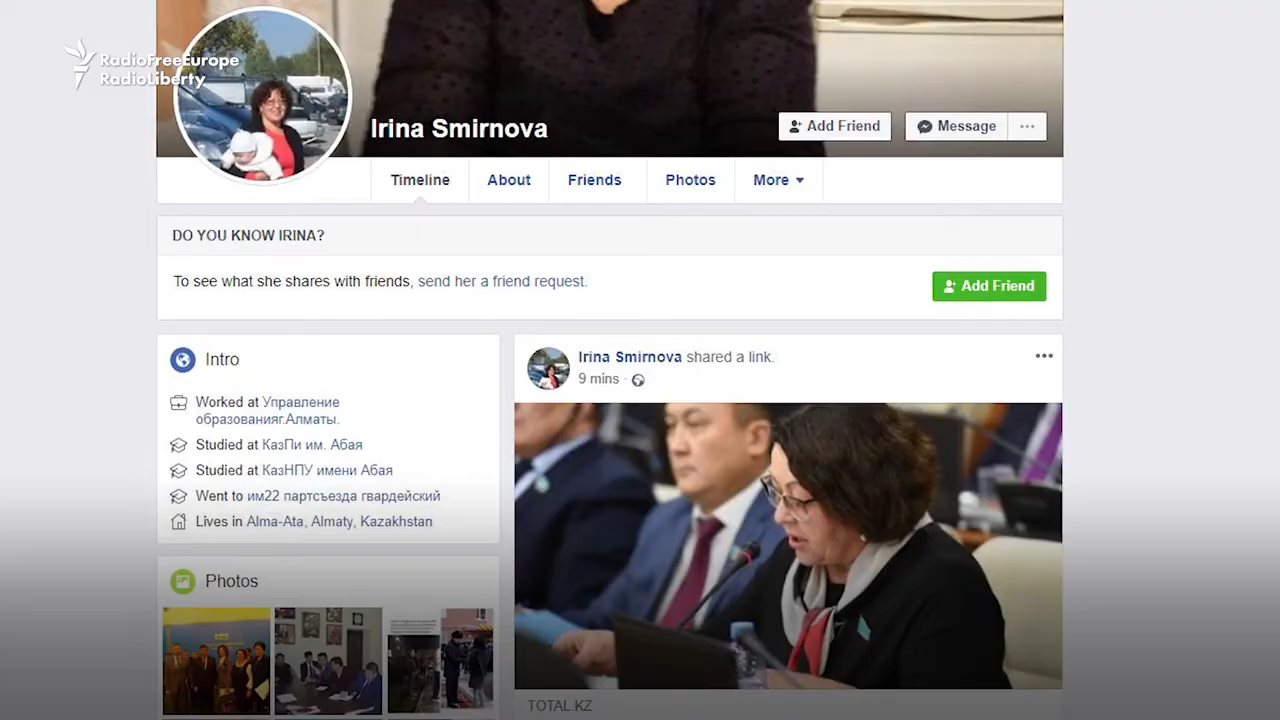 RadioFreeEurope
RadioLiberty
Irina Smirnova
Add Friend
Message
Timeline
About
Friends
Photos
More
DO YOU KNOW IRINA?
To see what she shares with friends, send her a friend request.
Add Friend
Intro
Worked at Управление
образованияг.Алматы.
Studied at КазПи им. Абая
Studied at КазНПУ имени Абая
Went to им22 партсъезда гвардейский
Lives in Alma-Ata, Almaty, Kazakhstan
Photos
Irina Smirnova shared a link.
9 mins ·
TOTAL.KZ